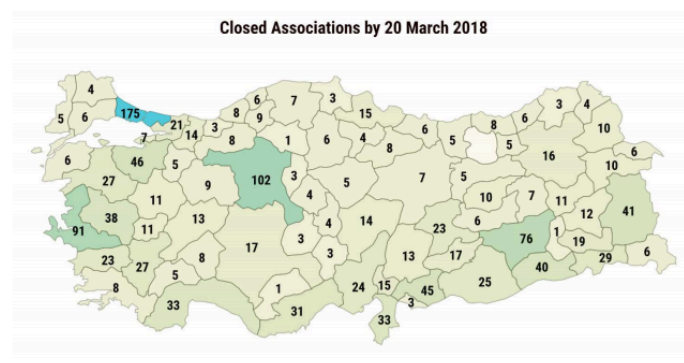 Closed Associations by 20 March 2018
4 6 7 3 3 4
5 6 175 21 8 9 15 6 8 6 10
7 14 3 8 1 6 4 8 5 5 16 6
6 46 5 102 3 5 7 5 10
27 9 4 10 7 11 41
11 38 13 14 6 12
91 11 4 23 76 1 19
17 3 3 13 17 29 6
23 27 8 40
5 24 15 45 25
8 1 3
33 31 33